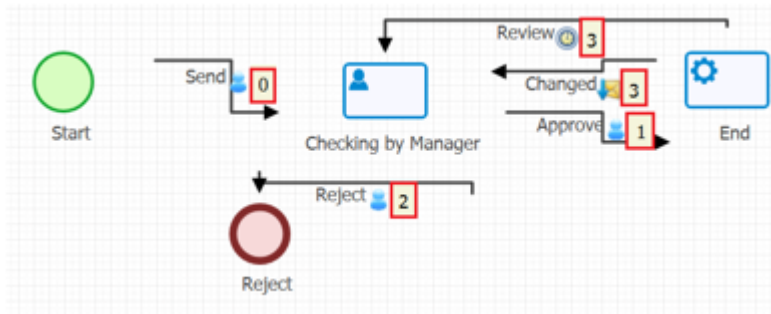 Review 3
Send 0
Changed 3
Start
Approve 1
End
Checking by Manager
Reject 2
Reject